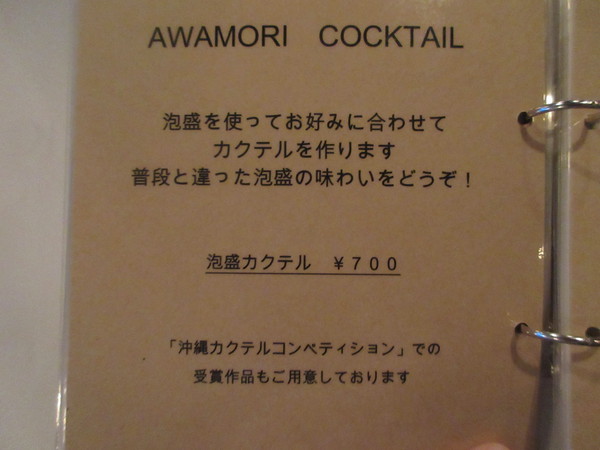 AWAMORI COCKTAIL
泡盛を使ってお好みに合わせて
カクテルを作ります
普段と違った泡盛の味わいをどうぞ！
泡盛カクテル　￥７００
「沖縄カクテルコンペティション」での
受賞作品もご用意しております